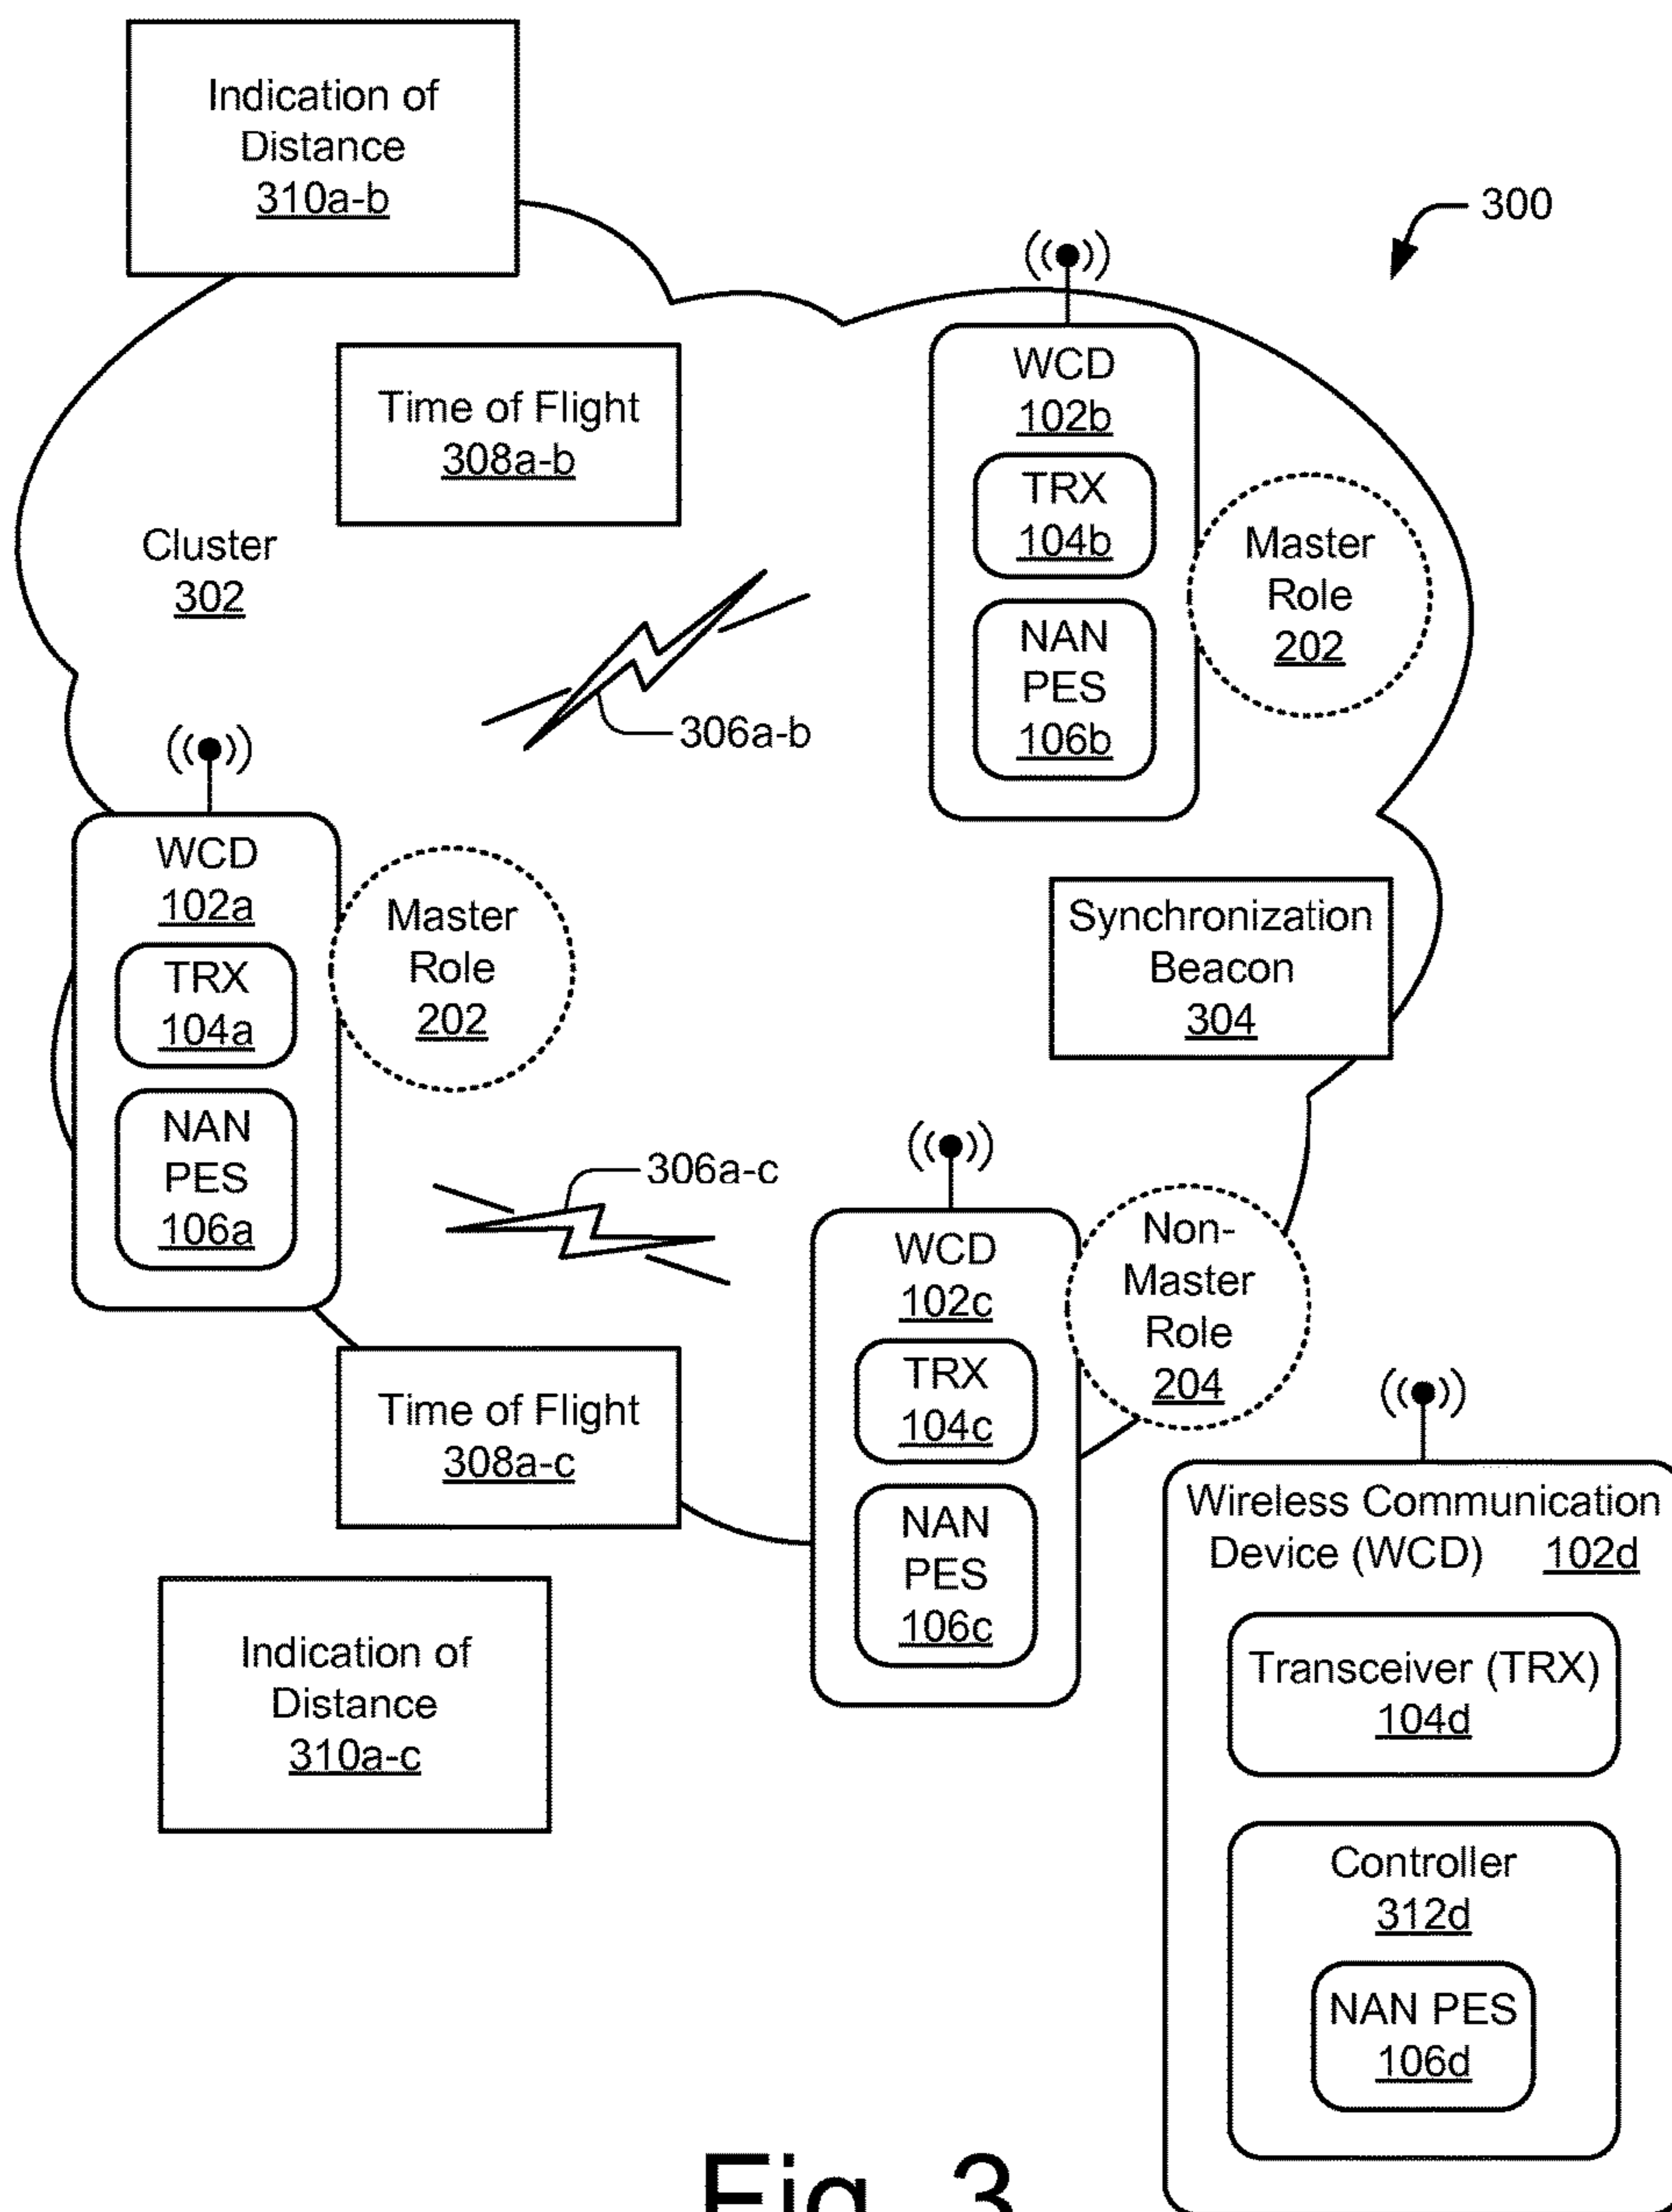 Indication of
Distance
310a-b
300
Time of Flight
308a-b
WCD
102b
TRX
104b
NAN
PES
106b
Master
Role
202
Cluster
302
306a-b
WCD
102a
TRX
104a
NAN
PES
106a
Master
Role
202
Synchronization
Beacon
304
306a-c
WCD
102c
TRX
104c
NAN
PES
106c
Non-
Master
Role
204
Time of Flight
308a-c
Indication of
Distance
310a-c
Wireless Communication
Device (WCD) 102d
Transceiver (TRX)
104d
Controller
312d
NAN PES
106d
Fig. 3